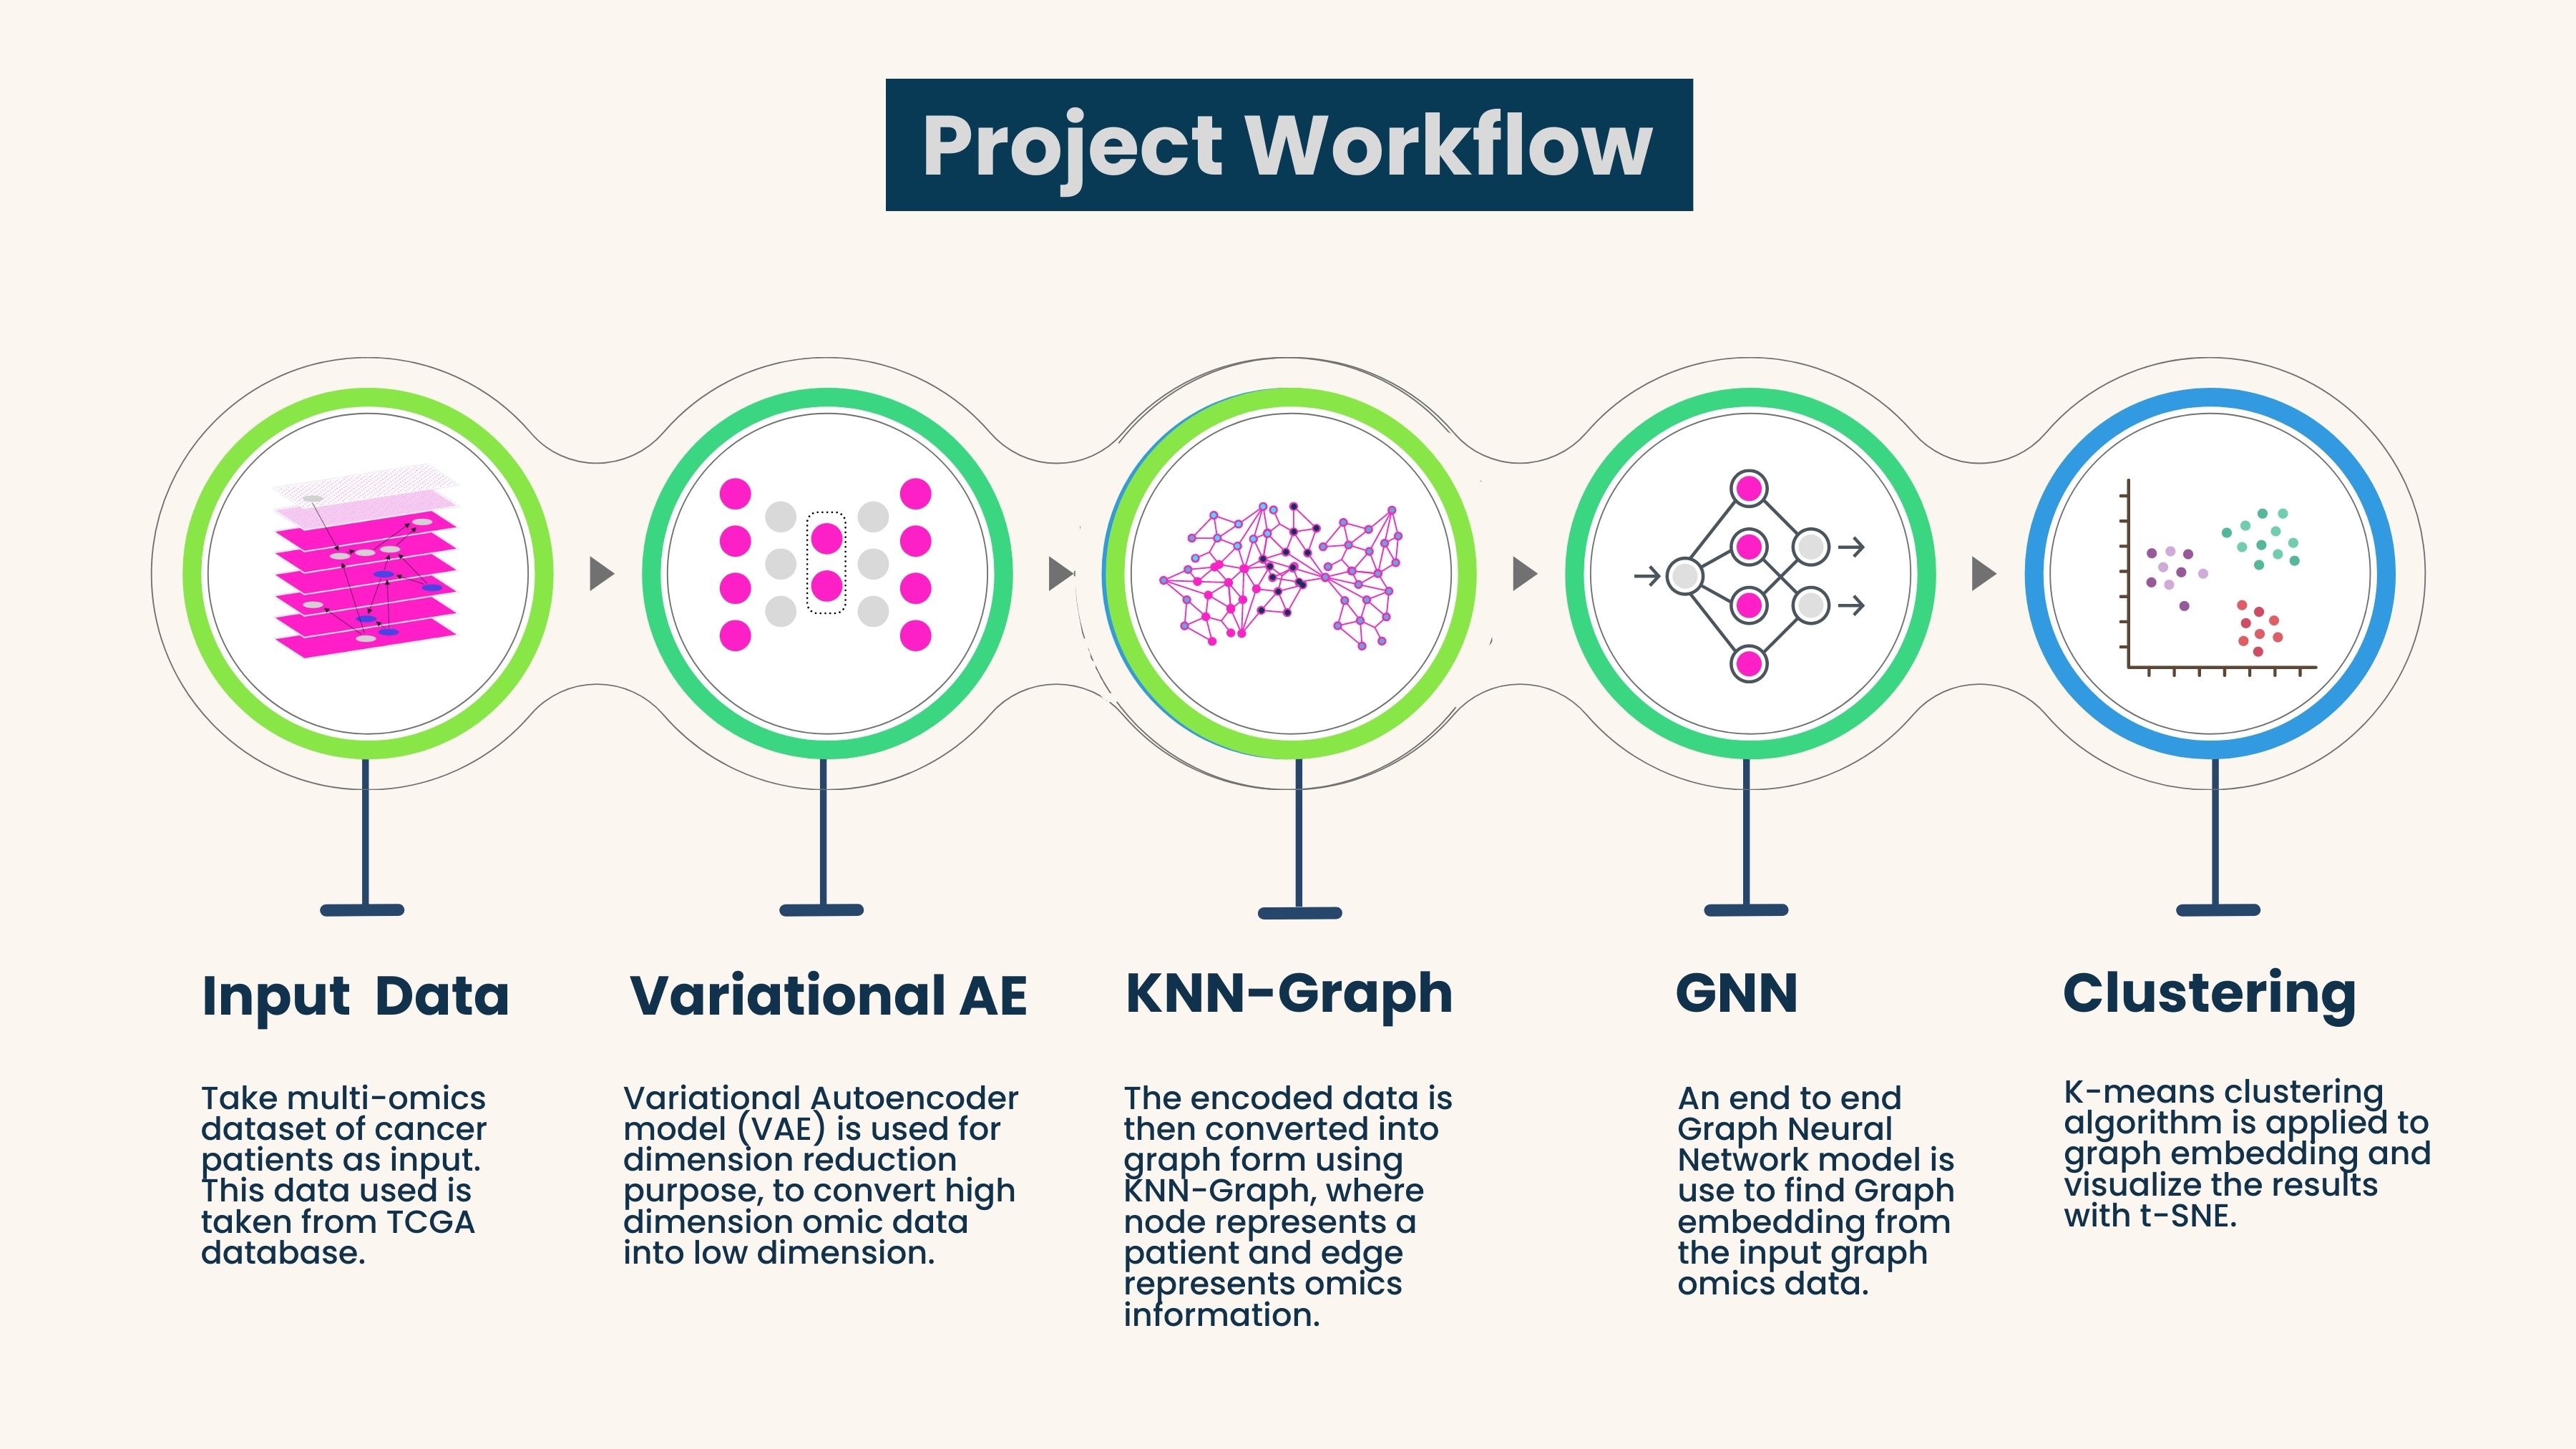 Project Workflow
Input Data
Take multi-omics
dataset of cancer
patients as input.
This data used is
taken from TCGA
database.
Variational AE
Variational Autoencoder
model (VAE) is used for
dimension reduction
purpose, to convert high
dimension omic data
into low dimension.
KNN-Graph
The encoded data is
then converted into
graph form using
KNN-Graph, where
node represents a
patient and edge
represents omics
information.
GNN
An end to end
Graph Neural
Network model is
use to find Graph
embedding from
the input graph
omics data.
Clustering
K-means clustering
algorithm is applied to
graph embedding and
visualize the results
with t-SNE.